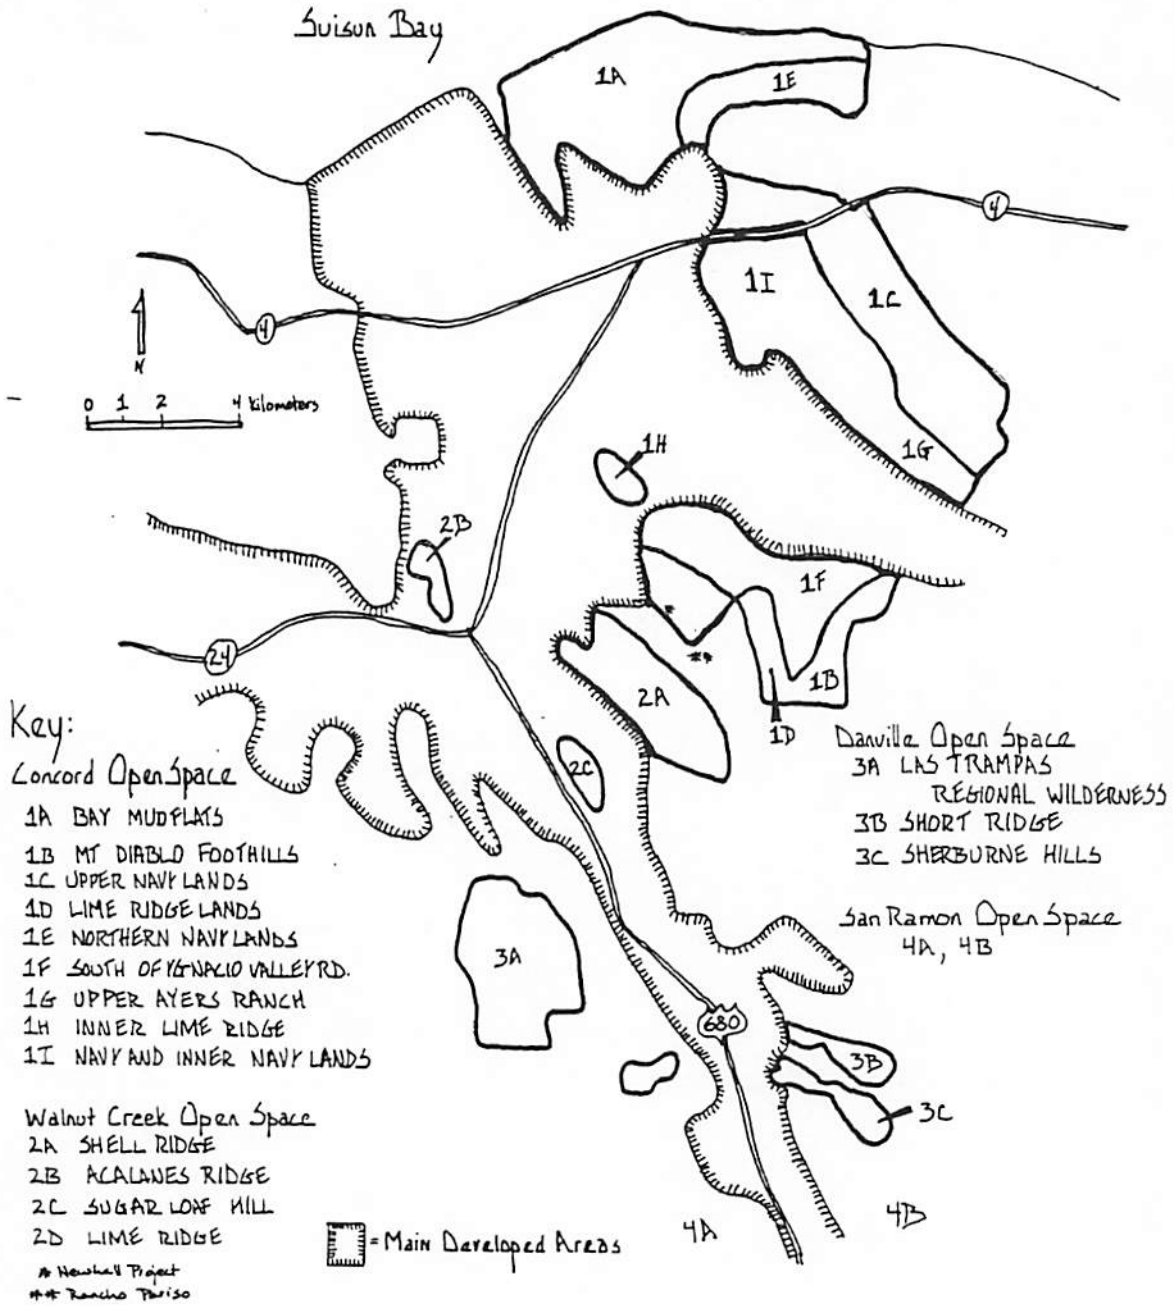 Suisun Bay
1A
1E
4
1I
1C
4
N
0 1 2 4 Kilometers
1H
1G
2B
1F
*
24
**
2A
1B
1D
2C
Key:
Concord Open Space
1A BAY MUDFLATS
1B MT DIABLO FOOTHILLS
1C UPPER NAVY LANDS
1D LIME RIDGE LANDS
1E NORTHERN NAVY LANDS
1F SOUTH OF YGNACIO VALLEY RD.
1G UPPER AYERS RANCH
1H INNER LIME RIDGE
1I NAVY AND INNER NAVY LANDS
Walnut Creek Open Space
2A SHELL RIDGE
2B ACALANES RIDGE
2C SUGAR LOAF HILL
2D LIME RIDGE
* Newhall Project
** Rancho Pariso
Danville Open Space
3A LAS TRAMPAS
REGIONAL WILDERNESS
3B SHORT RIDGE
3C SHERBURNE HILLS
San Ramon Open Space
4A, 4B
3A
680
3B
3C
4A
4B
= Main Developed Areas